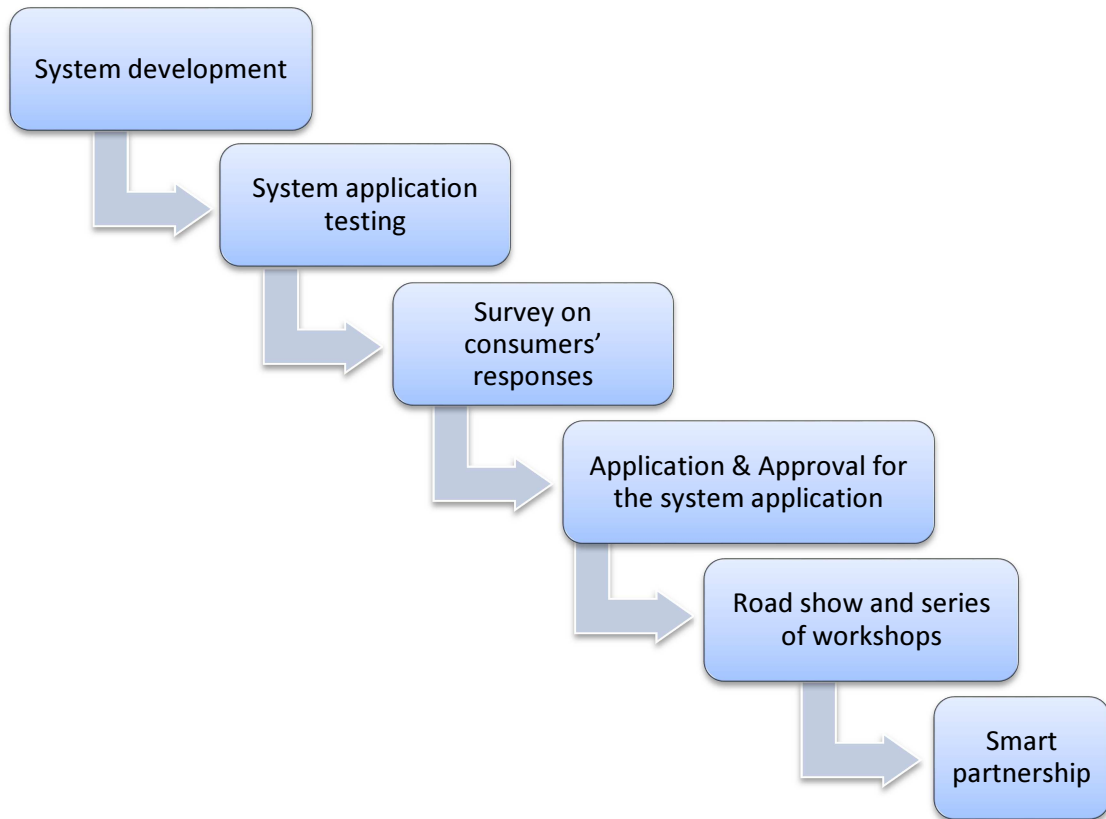 System development
System application
testing
Survey on
consumers’
responses
Application & Approval for
the system application
Road show and series
of workshops
Smart
partnership